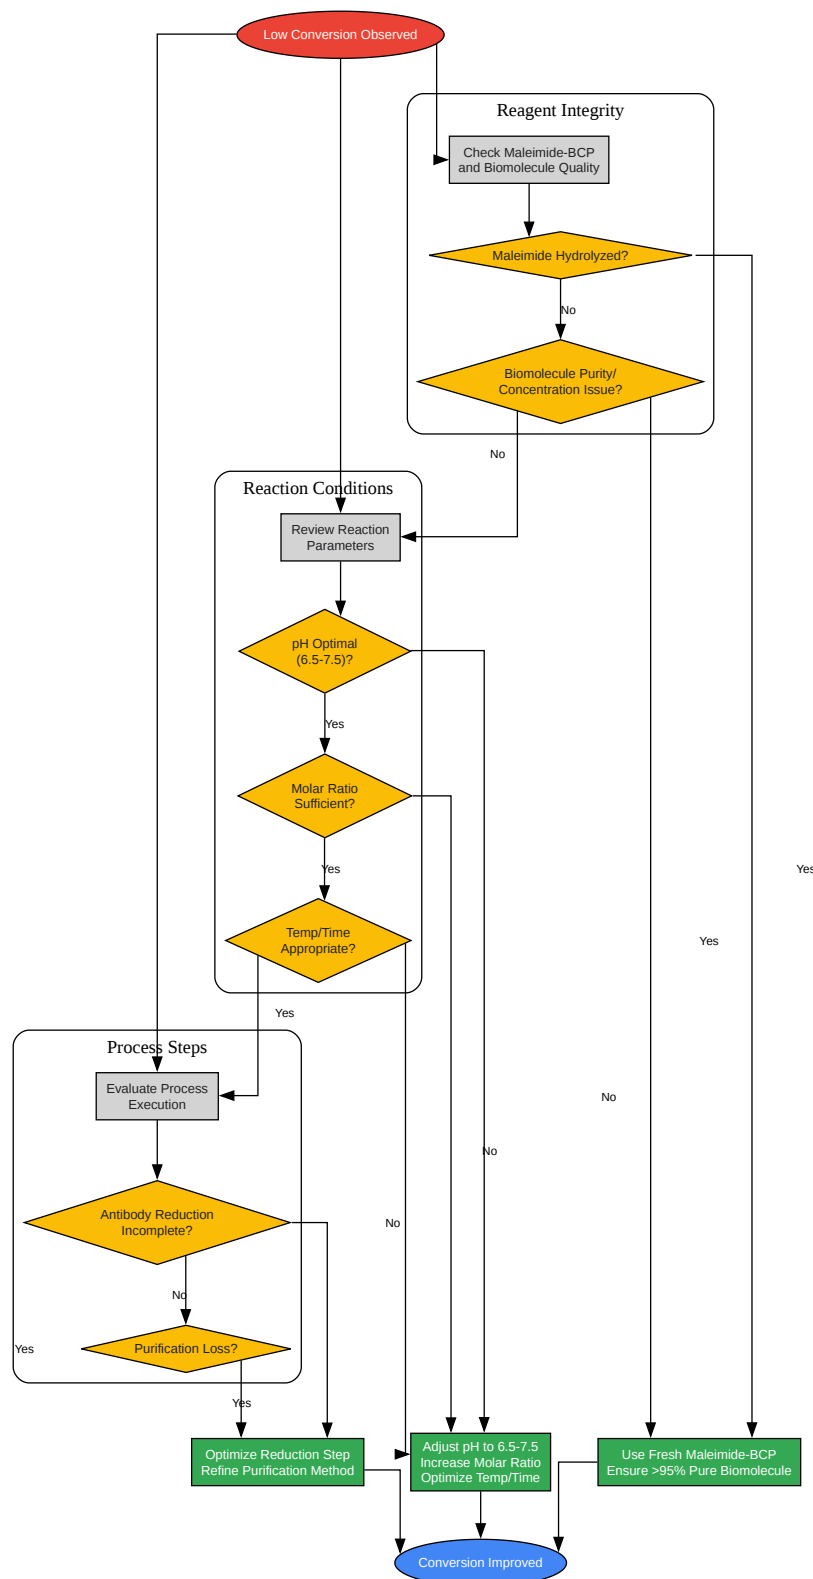 Low Conversion Observed
Reagent Integrity
Check Maleimide-BCP
and Biomolecule Quality
Maleimide Hydrolyzed?
No
Biomolecule Purity/
Concentration Issue?
No
Reaction Conditions
Review Reaction
Parameters
pH Optimal
(6.5-7.5)?
Yes
Molar Ratio
Sufficient?
Yes
Yes
Temp/Time
Appropriate?
Yes
Yes
Process Steps
Evaluate Process
Execution
No
No
Antibody Reduction
Incomplete?
No
No
Purification Loss?
Yes
Yes
Optimize Reduction Step
Refine Purification Method
Adjust pH to 6.5-7.5
Increase Molar Ratio
Optimize Temp/Time
Use Fresh Maleimide-BCP
Ensure >95% Pure Biomolecule
Conversion Improved